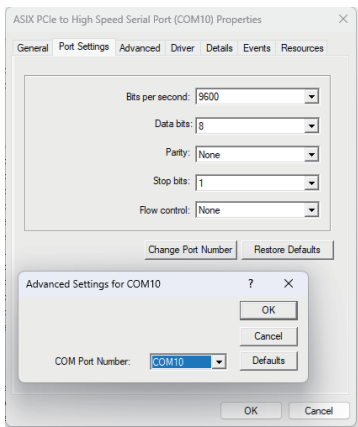 ASIX PCIe to High Speed Serial Port (COM10) Properties
General Port Settings Advanced Driver Details Events Resources
Bits per second: 9600
Data bits: 8
Parity: None
Stop bits: 1
Flow control: None
Change Port Number Restore Defaults
Advanced Settings for COM10 ?
OK
Cancel
COM Port Number: COM10 Defaults
OK Cancel